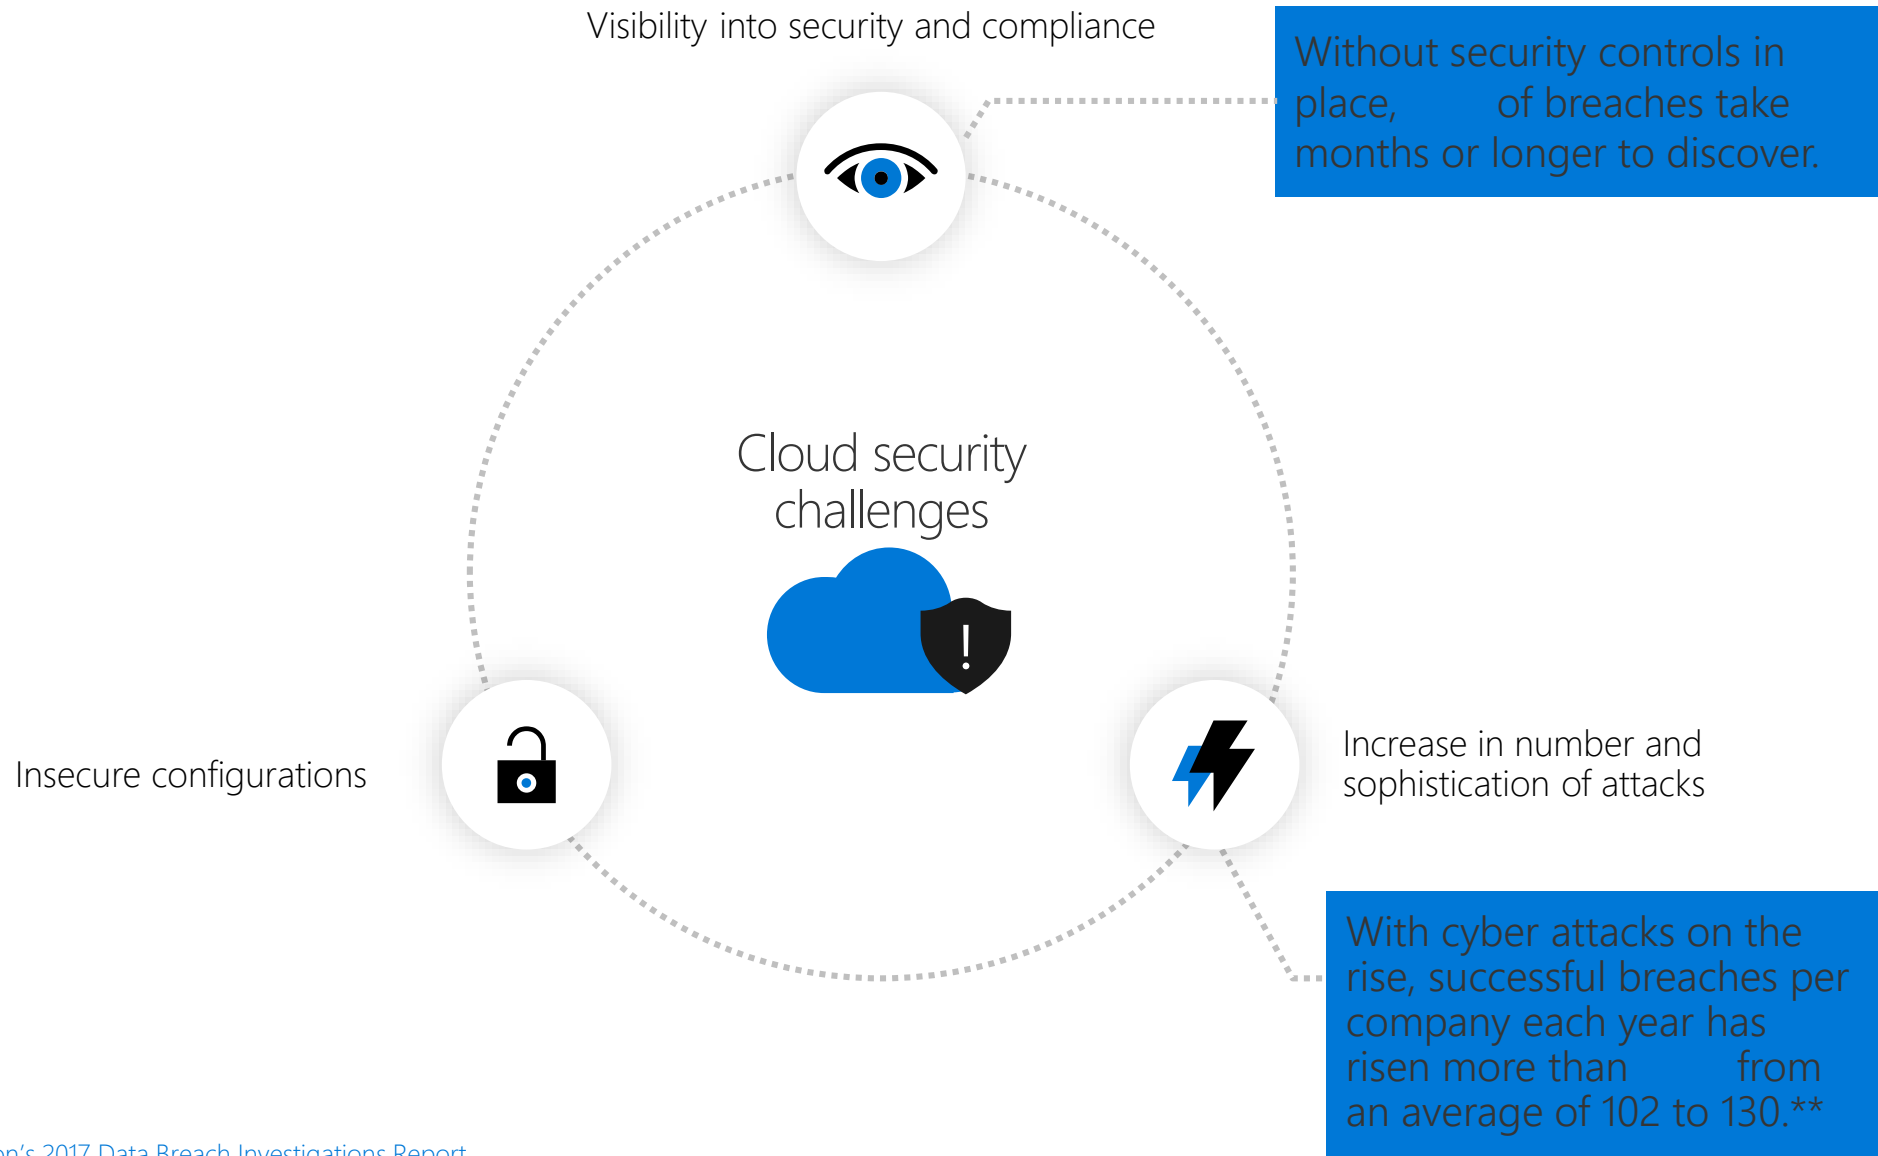 Visibility into security and compliance
Without security controls in
place, of breaches take
months or longer to discover.
Cloud security
challenges
!
Insecure configurations
Increase in number and
sophistication of attacks
With cyber attacks on the
rise, successful breaches per
company each year has
risen more than from
an average of 102 to 130.**
2017 Data Breach Investigations Report